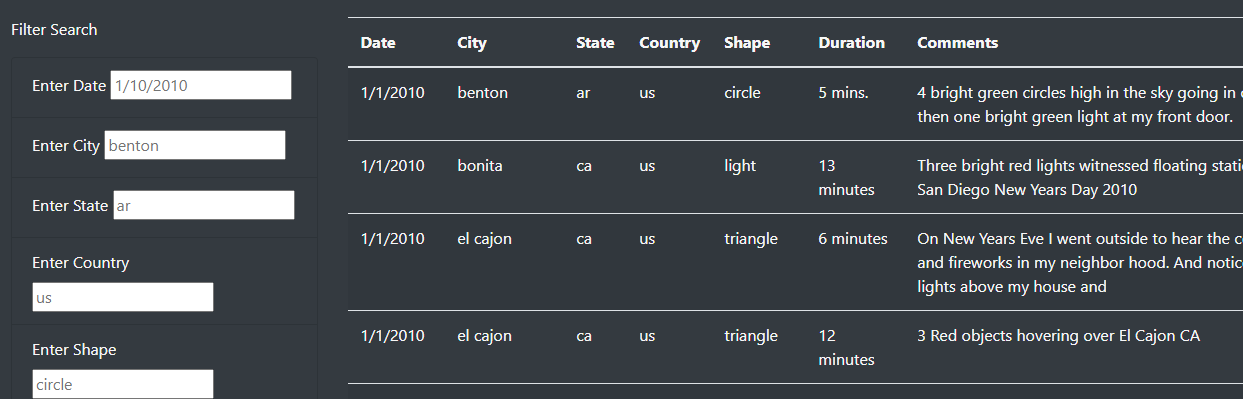 Filter Search
Enter Date 1/10/2010
Enter City benton
Enter State ar
Enter Country
us
Enter Shape
circle
Date City State Country Shape Duration Comments
1/1/2010 benton ar us circle 5 mins. 4 bright green circles high in the sky going in
then one bright green light at my front door.
1/1/2010 bonita ca us light 13 minutes Three bright red lights witnessed floating
San Diego New Years Day 2010
1/1/2010 el cajon ca us triangle 6 minutes On New Years Eve I went outside to hear the
and fireworks in my neighbor hood. And
lights above my house and
1/1/2010 el cajon ca us triangle 12 minutes 3 Red objects hovering over El Cajon CA